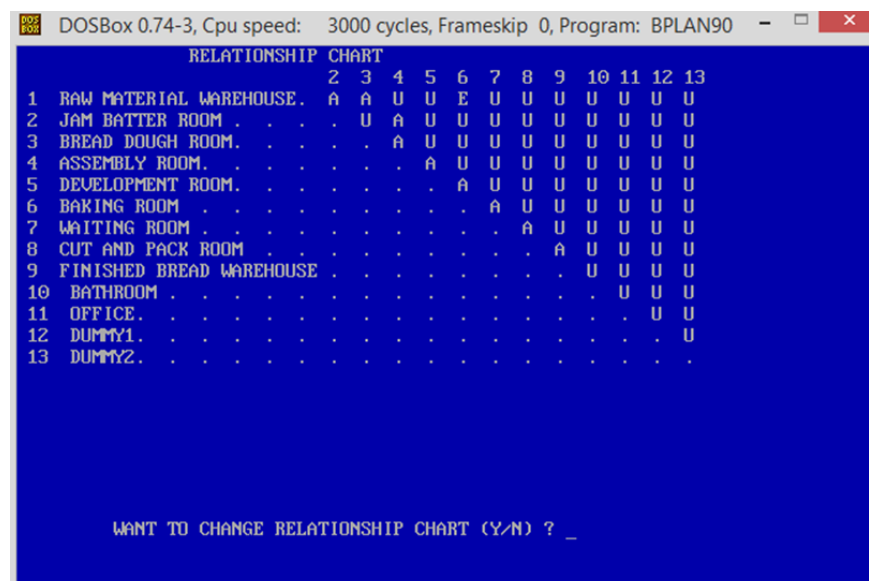 DOSBox 0.74-3, Cpu speed: 3000 cycles, Frameskip 0, Program: BPLAN90
RELATIONSHIP CHART
2 3 4 5 6 7 8 9 10 11 12 13
1 RAW MATERIAL WAREHOUSE. A A U U E U U U U U U U
2 JAM BATTER ROOM . . . . . U A U U U U U U U U U
3 BREAD DOUGH ROOM. . . . . A U U U U U U U U U
4 ASSEMBLY ROOM. . . . . . . A U U U U U U U U
5 DEVELOPMENT ROOM. . . . . . . A U U U U U U U
6 BAKING ROOM . . . . . . . . . A U U U U U U
7 WAITING ROOM . . . . . . . . . . A U U U U U
8 CUT AND PACK ROOM . . . . . . . . . A U U U U
9 FINISHED BREAD WAREHOUSE . . . . . . . . U U U U
10 BATHROOM . . . . . . . . . . . . . . U U U
11 OFFICE. . . . . . . . . . . . . . . . U U
12 DUMMY1. . . . . . . . . . . . . . . . . U
13 DUMMY2. . . . . . . . . . . . . . . . . .
WANT TO CHANGE RELATIONSHIP CHART (Y/N) ? _